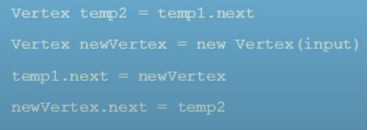 Vertex temp2 = temp1.next
Vertex newVertex = new Vertex(input)
temp1.next = newVertex
newVertex.next = temp2